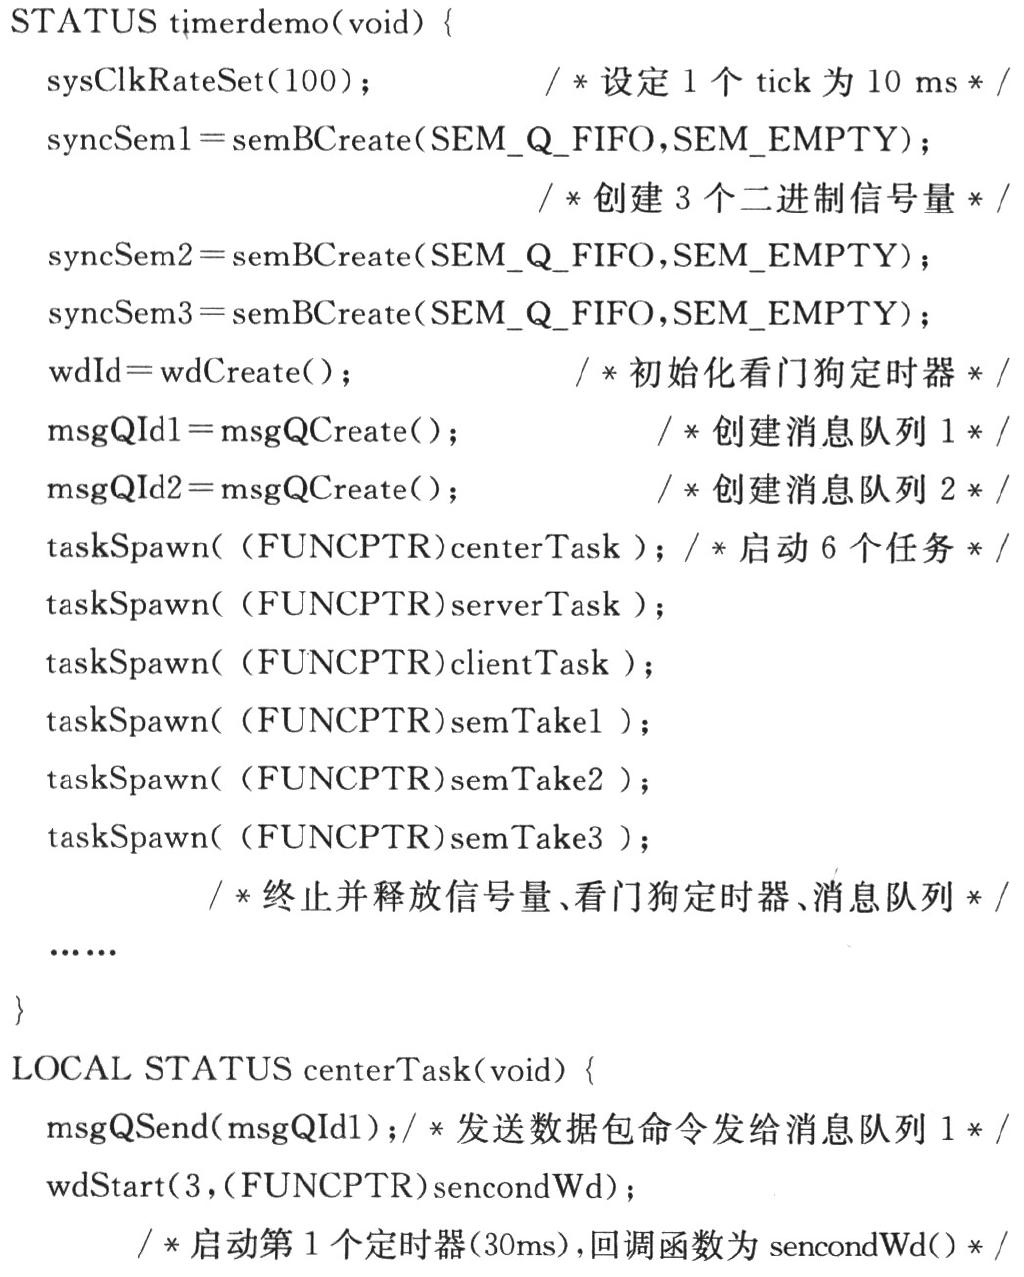 STATUS timerdemo(void) {
sysClkRateSet(100); /*设定 1 个 tick 为 10 ms*/
syncSem1=semBCreate(SEM_Q_FIFO,SEM_EMPTY);
/*创建 3 个二进制信号量*/
syncSem2=semBCreate(SEM_Q_FIFO,SEM_EMPTY);
syncSem3=semBCreate(SEM_Q_FIFO,SEM_EMPTY);
wdId=wdCreate(); /*初始化看门狗定时器*/
msgQId1=msgQCreate(); /*创建消息队列 1*/
msgQId2=msgQCreate(); /*创建消息队列 2*/
taskSpawn( (FUNCPTR)centerTask ); /*启动 6 个任务*/
taskSpawn( (FUNCPTR)serverTask );
taskSpawn( (FUNCPTR)clientTask );
taskSpawn( (FUNCPTR)semTake1 );
taskSpawn( (FUNCPTR)semTake2 );
taskSpawn( (FUNCPTR)semTake3 );
/*终止并释放信号量、看门狗定时器、消息队列*/
……
}
LOCAL STATUS centerTask(void) {
msgQSend(msgQId1);/*发送数据包命令发给消息队列 1*/
wdStart(3,(FUNCPTR)sencondWd);
/*启动第 1 个定时器(30ms),回调函数为 sencondWd()*/